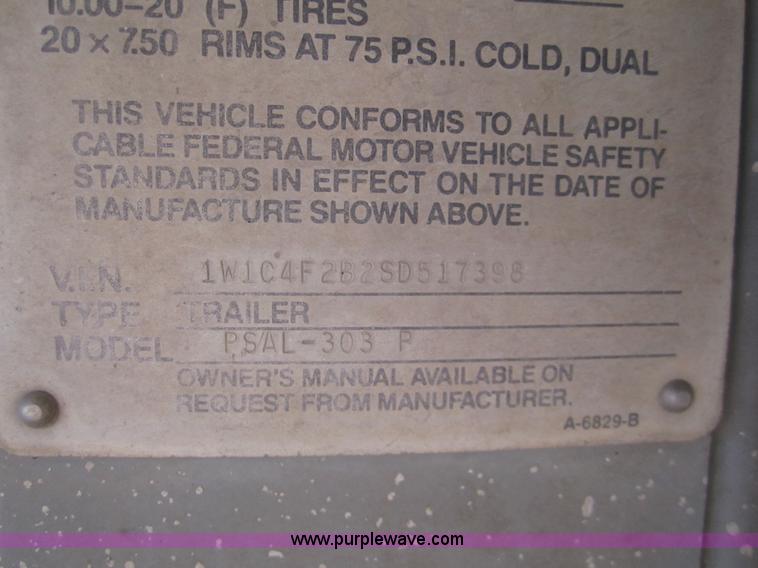 10.00-20 (F) TIRES
20 x 7.50 RIMS AT 75 P.S.I. COLD, DUAL
THIS VEHICLE CONFORMS TO ALL APPLI-
CABLE FEDERAL MOTOR VEHICLE SAFETY
STANDARDS IN EFFECT ON THE DATE OF
MANUFACTURE SHOWN ABOVE.
V.I.N. 1W1C4F2B2SD517398
TYPE TRAILER
MODEL PSAL-303 P
OWNER'S MANUAL AVAILABLE ON
REQUEST FROM MANUFACTURER.
A-6829-B
www.purplewave.com